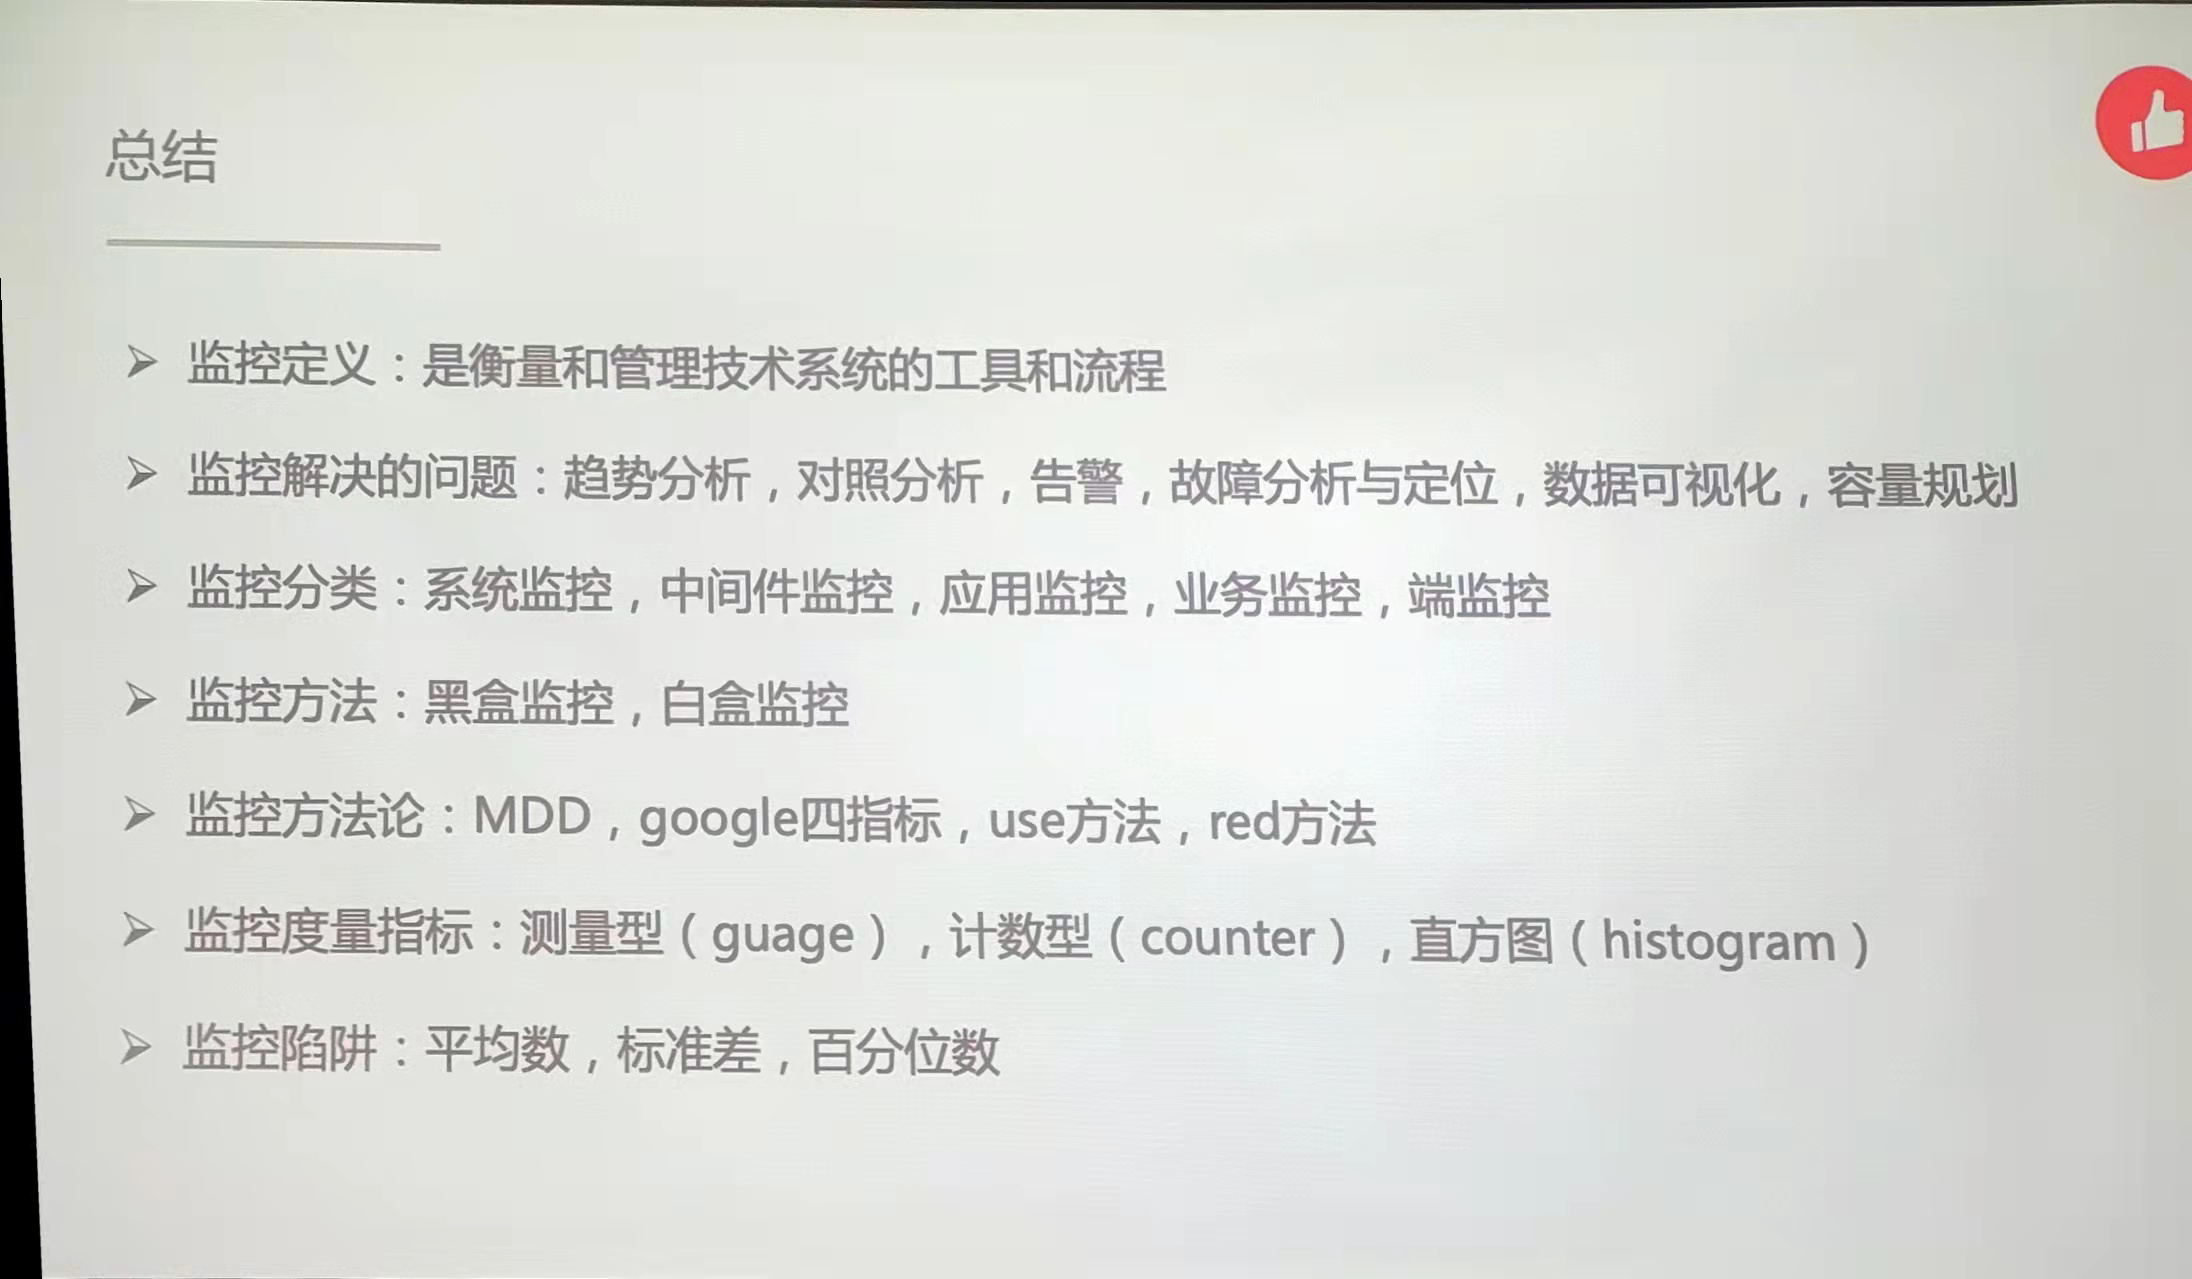 总结
➢ 监控定义：是衡量和管理技术系统的工具和流程
➢ 监控解决的问题：趋势分析，对照分析，告警，故障分析与定位，数据可视化，容量规划
➢ 监控分类：系统监控，中间件监控，应用监控，业务监控，端监控
➢ 监控方法：黑盒监控，白盒监控
➢ 监控方法论：MDD，google四指标，use方法，red方法
➢ 监控度量指标：测量型（guage），计数型（counter），直方图（histogram）
➢ 监控陷阱：平均数，标准差，百分位数